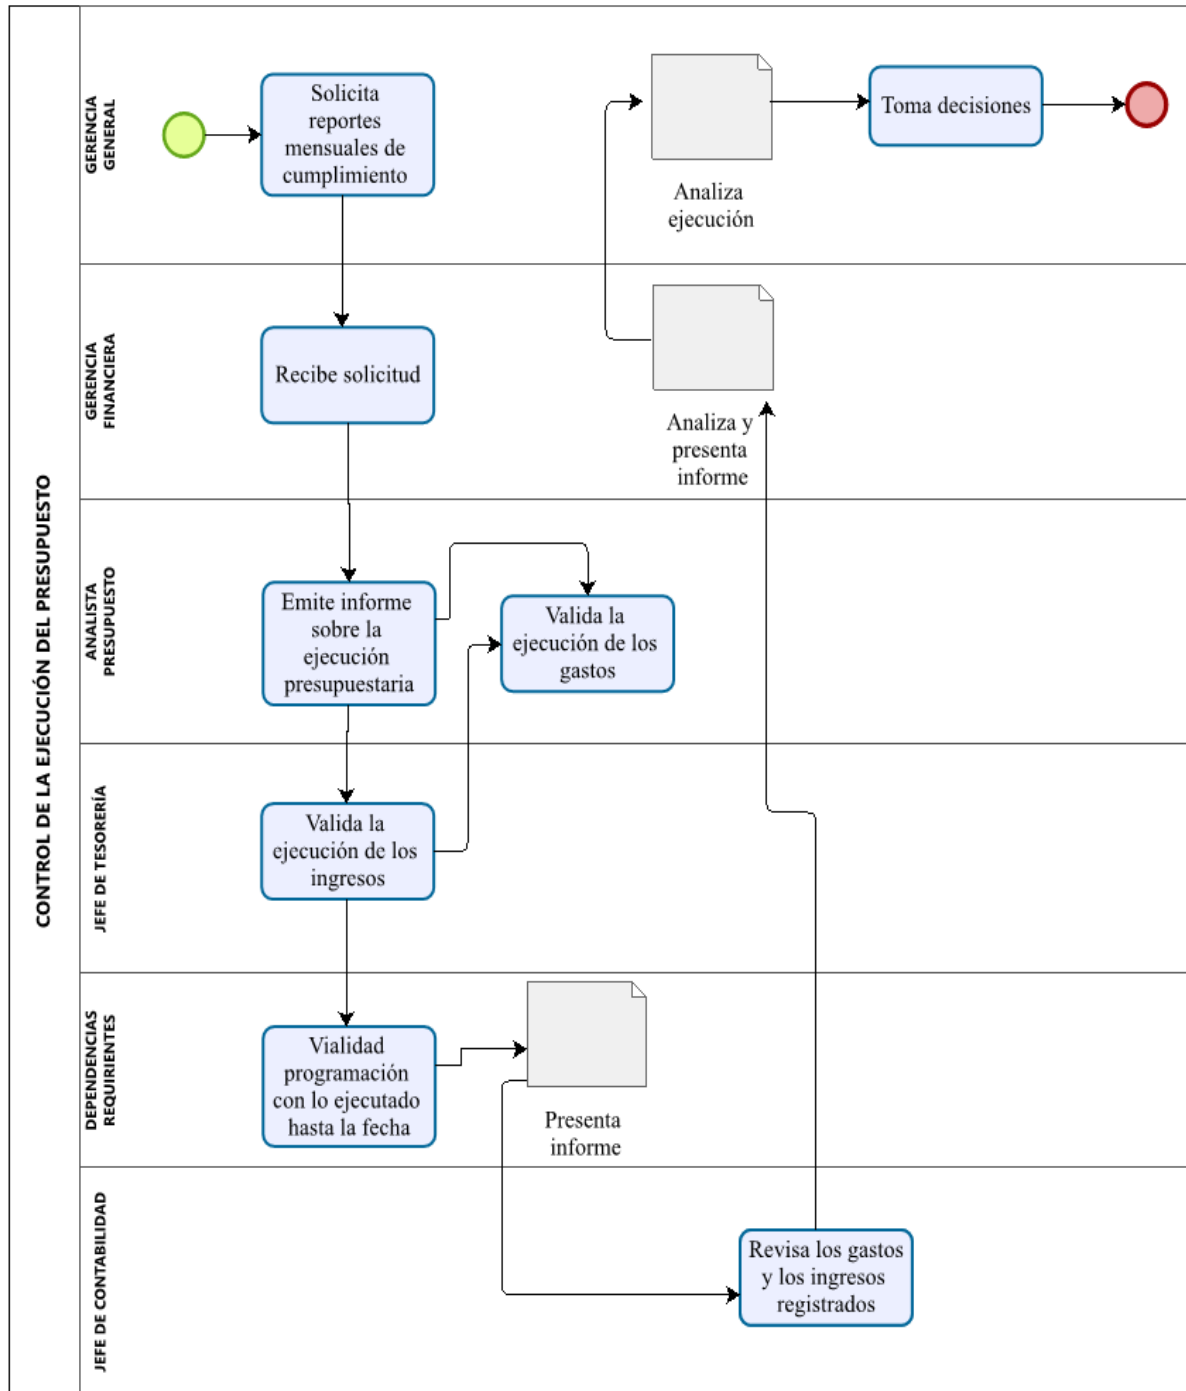 CONTROL DE LA EJECUCIÓN DEL PRESUPUESTO
GERENCIA
GENERAL
Solicita
reportes
mensuales de
cumplimiento
Analiza
ejecución
Toma decisiones
GERENCIA
FINANCIERA
Recibe solicitud
Analiza y
presenta
informe
ANALISTA
PRESUPUESTO
Emite informe
sobre la
ejecución
presupuestaria
Valida la
ejecución de los
gastos
JEFE DE TESORERÍA
Valida la
ejecución de los
ingresos
DEPENDENCIAS
REQUIRIENTES
Vialidad
programación
con lo ejecutado
hasta la fecha
Presenta
informe
JEFE DE CONTABILIDAD
Revisa los gastos
y los ingresos
registrados